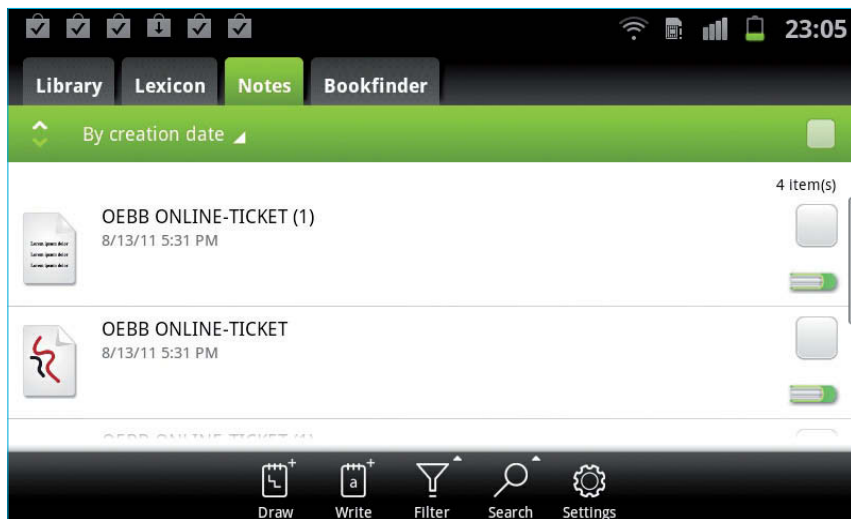 23:05
Library Lexicon Notes Bookfinder
By creation date
4 item(s)
OEBB ONLINE-TICKET (1)
8/13/11 5:31 PM
OEBB ONLINE-TICKET
8/13/11 5:31 PM
Draw Write Filter Search Settings